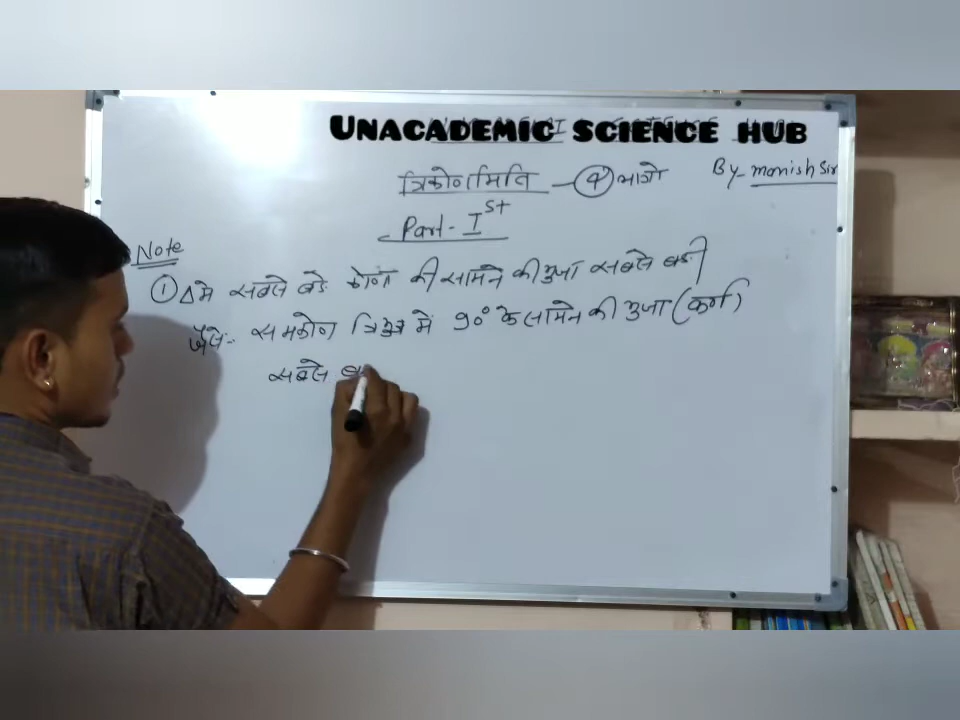 UNACADEMIC SCIENCE HUB
त्रिकोणमिति - ④ भागो
By- manish Sir
Part - I st
Note
① Δ मे सबसे बड़े कोण की सामने की भुजा सबसे बड़ी
जैसे:- समकोण त्रिभुज में 90° के सामने की भुजा (कर्ण)
सबसे